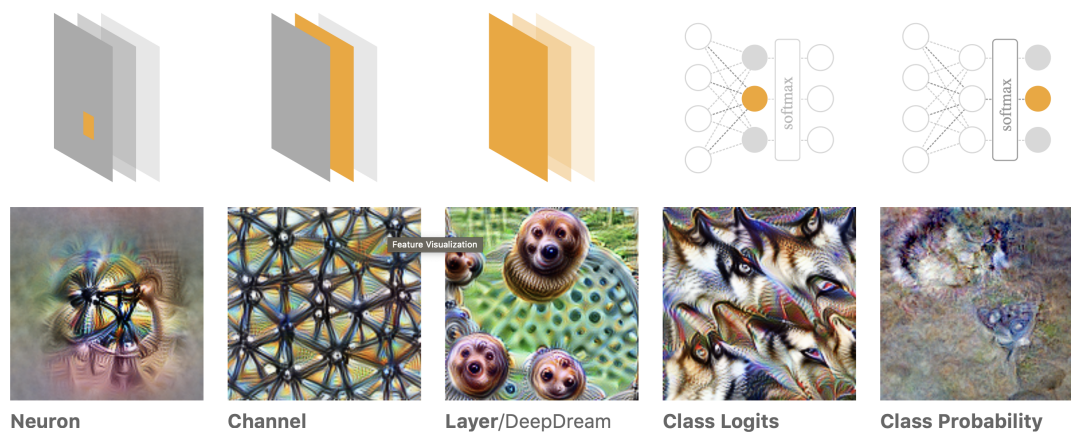 softmax
softmax
Feature Visualization
Neuron
Channel
Layer/DeepDream
Class Logits
Class Probability